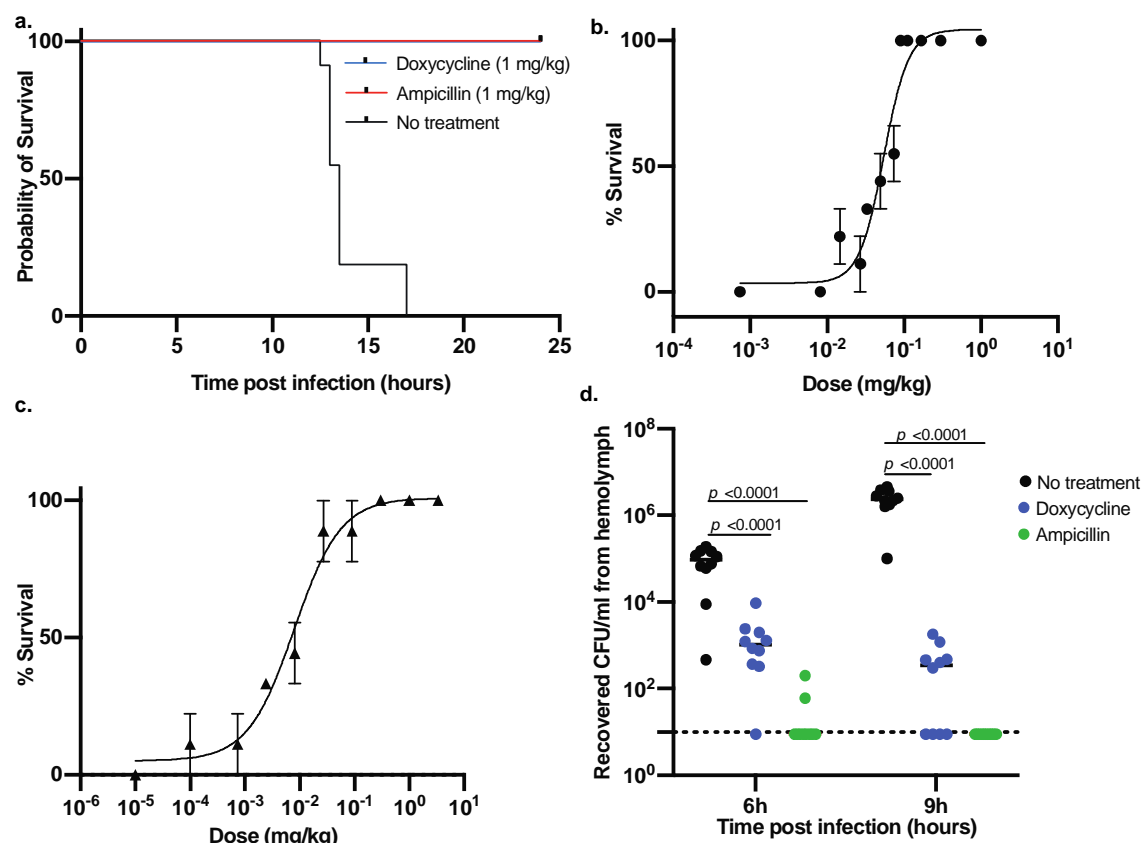 a.
Probability of Survival
100
50
0
0 5 10 15 20 25
Time post infection (hours)
Doxycycline (1 mg/kg)
Ampicillin (1 mg/kg)
No treatment
b.
% Survival
100
50
0
10-4 10-3 10-2 10-1 100 101
Dose (mg/kg)
c.
% Survival
100
50
0
10-6 10-5 10-4 10-3 10-2 10-1 100 101
Dose (mg/kg)
d.
Recovered CFU/ml from hemolymph
108
106
104
102
100
p <0.0001
p <0.0001
p <0.0001
p <0.0001
6h 9h
Time post infection (hours)
No treatment
Doxycycline
Ampicillin